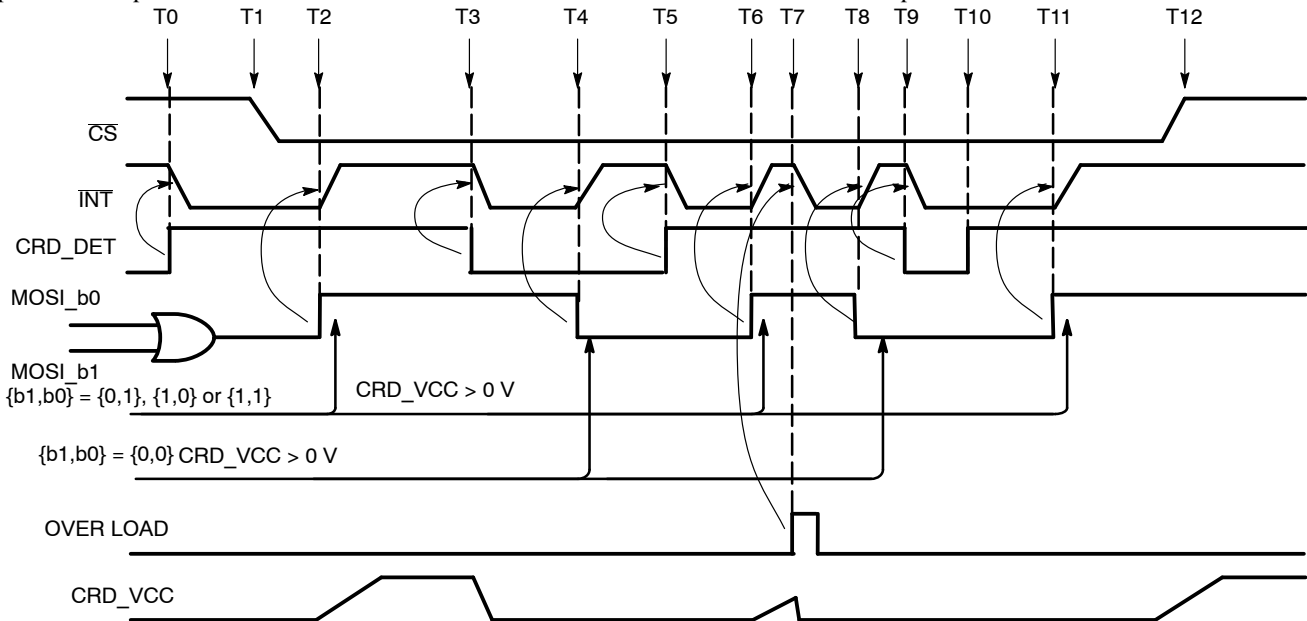 T0 T1 T2 T3 T4 T5 T6 T7 T8 T9 T10 T11 T12
CS
INT
CRD_DET
MOSI_b0
MOSI_b1
{b1,b0} = {0,1}, {1,0} or {1,1}
CRD_VCC > 0 V
{b1,b0} = {0,0} CRD_VCC > 0 V
OVER LOAD
CRD_VCC